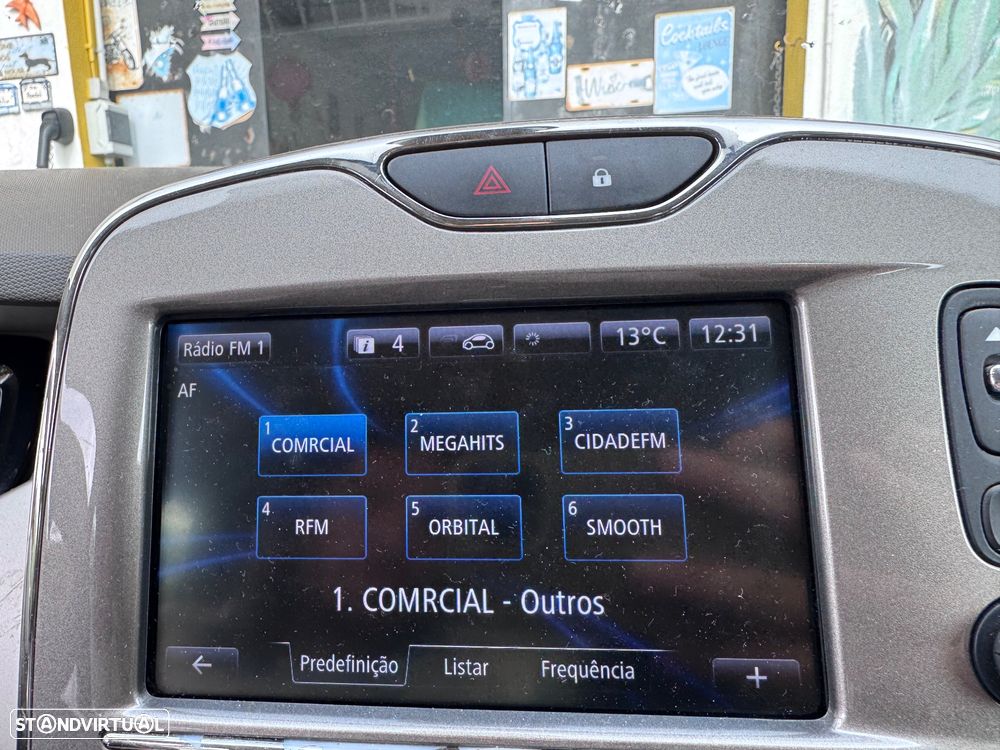 Cocktails
Rádio FM 1
4
13°C
12:31
AF
1 COMRCIAL
2 MEGAHITS
3 CIDADEFM
4 RFM
5 ORBITAL
6 SMOOTH
1. COMRCIAL - Outros
← Predefinição Listar Frequência +
STANDVIRTUAL